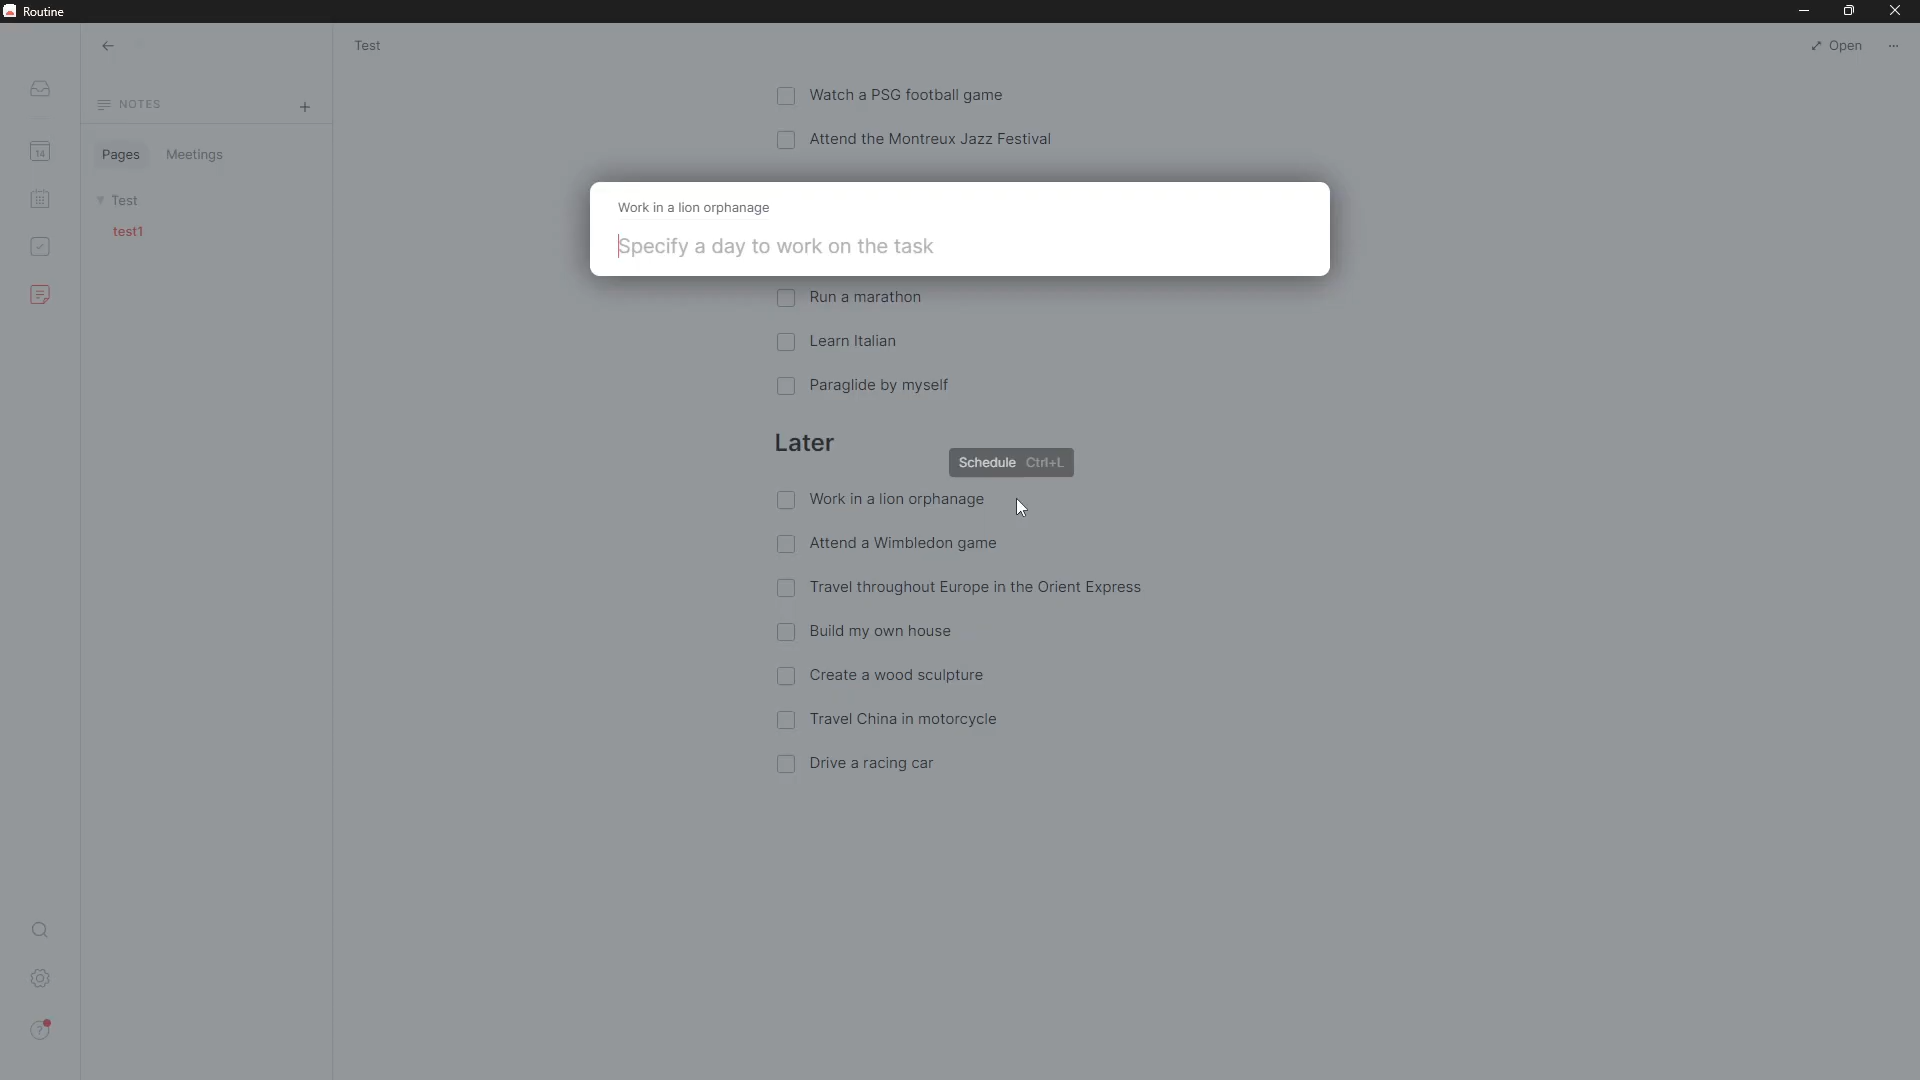 Routine
Test
Open
NOTES
Pages
Meetings
Test
test1
14
Watch a PSG football game
Attend the Montreux Jazz Festival
Work in a lion orphanage
Specify a day to work on the task
Run a marathon
Learn Italian
Paraglide by myself
Later
Schedule Ctrl+L
Work in a lion orphanage
Attend a Wimbledon game
Travel throughout Europe in the Orient Express
Build my own house
Create a wood sculpture
Travel China in motorcycle
Drive a racing car